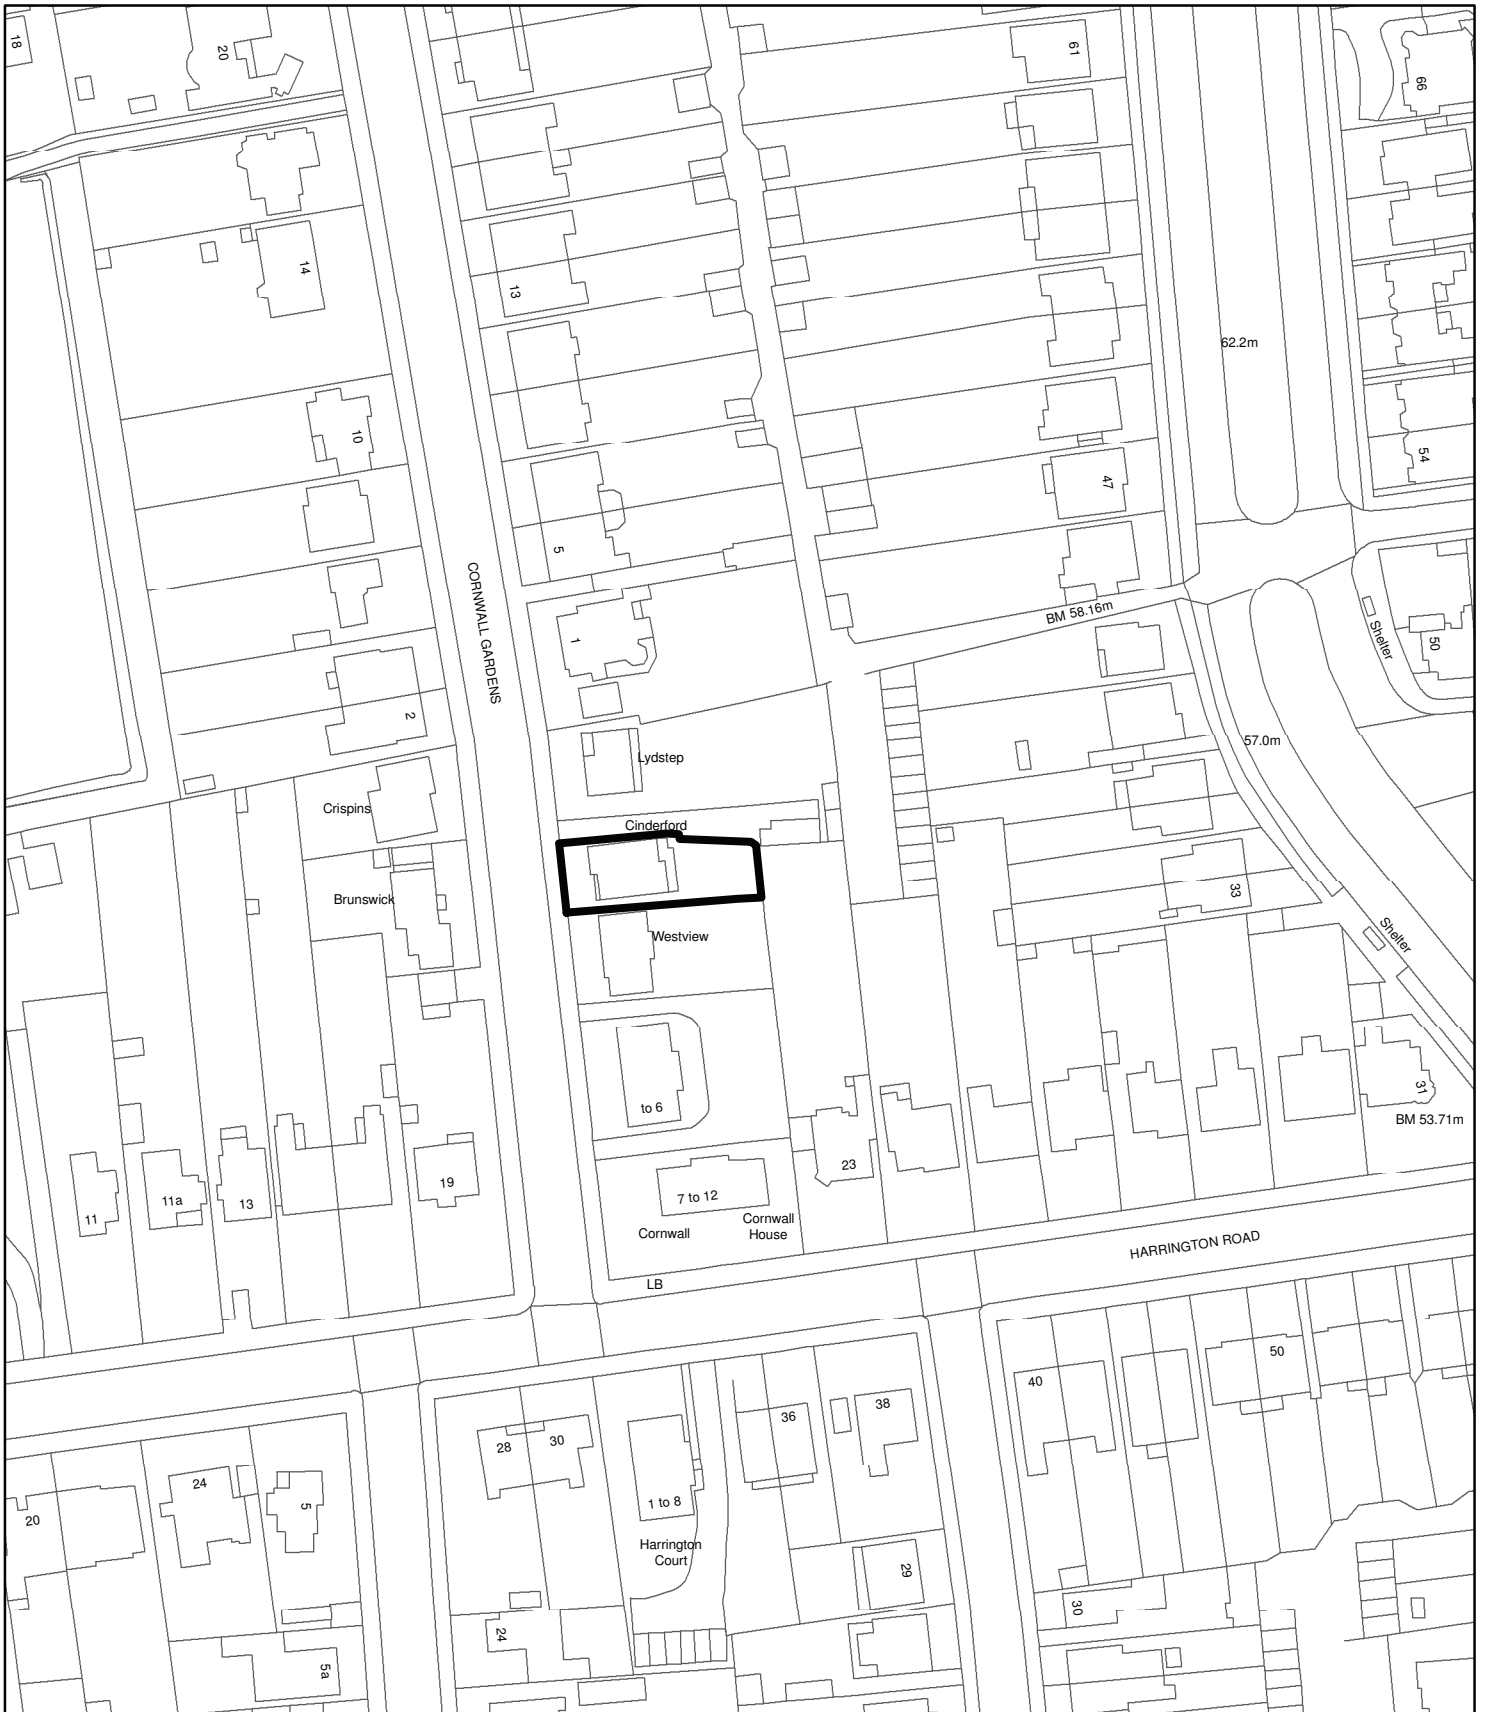 18
20
61
66
14
13
62.2m
10
54
47
5
CORNWALL GARDENS
BM 58.16m
1
Shelter
50
2
57.0m
Lydstep
Crispins
Cinderford
Brunswick
33
Westview
Shelter
to 6
31
BM 53.71m
23
19
11a
13
11
7 to 12
Cornwall
Cornwall
House
HARRINGTON ROAD
LB
50
40
36
38
28
30
24
20
5
1 to 8
Harrington
Court
29
30
24
5a